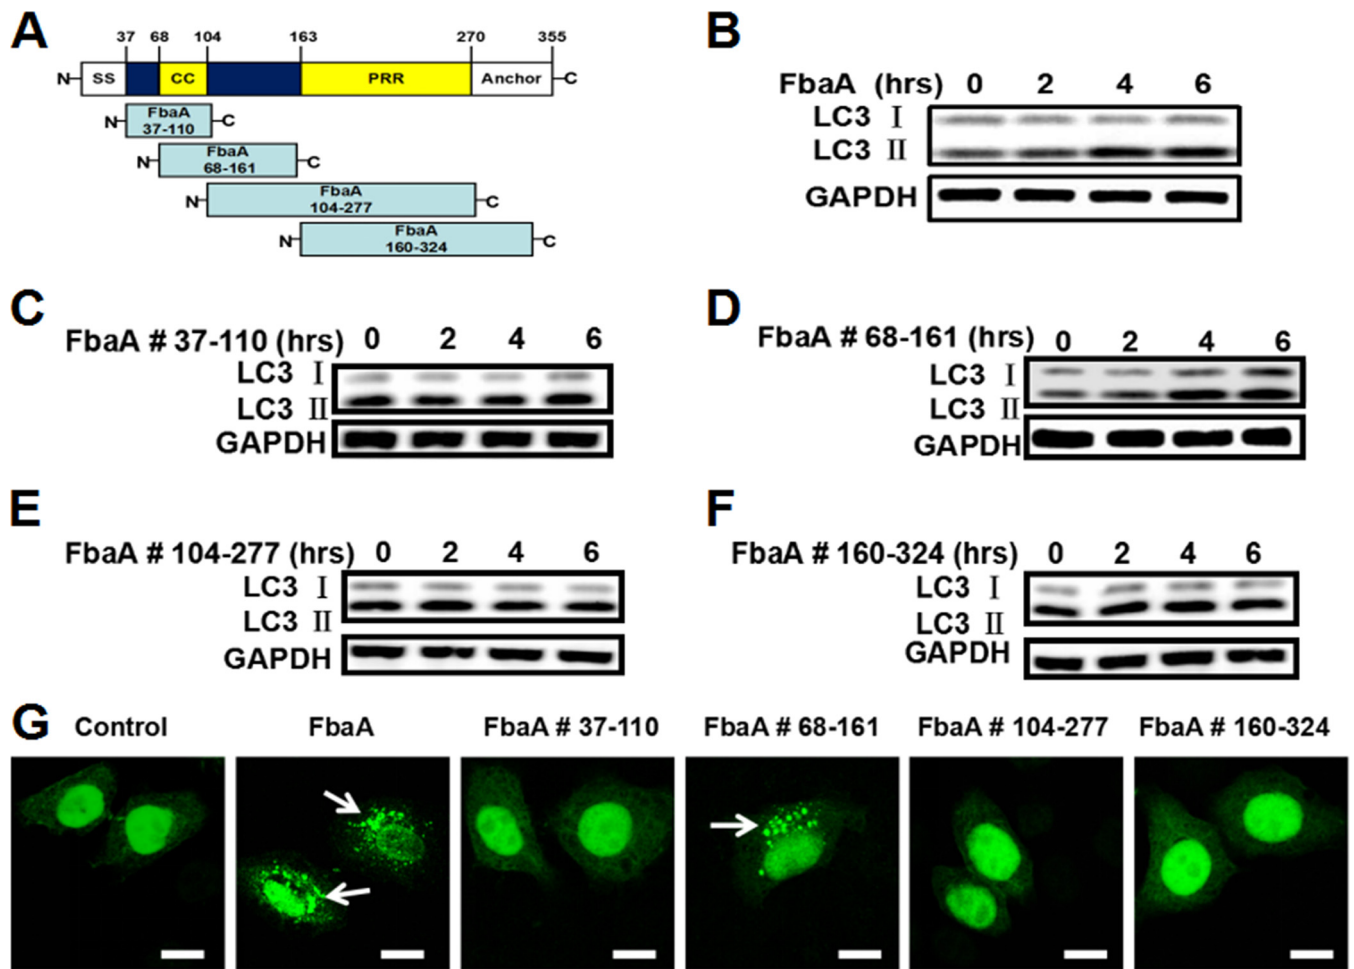 A
37 68 104 163 270 355
N SS CC PRR Anchor C
N FbaA C
37-110
N FbaA C
68-161
N FbaA C
104-277
N FbaA C
160-324
B
FbaA (hrs) 0 2 4 6
LC3 I
LC3 II
GAPDH
C
FbaA # 37-110 (hrs) 0 2 4 6
LC3 I
LC3 II
GAPDH
D
FbaA # 68-161 (hrs) 0 2 4 6
LC3 I
LC3 II
GAPDH
E
FbaA # 104-277 (hrs) 0 2 4 6
LC3 I
LC3 II
GAPDH
F
FbaA # 160-324 (hrs) 0 2 4 6
LC3 I
LC3 II
GAPDH
G
Control FbaA FbaA # 37-110 FbaA # 68-161 FbaA # 104-277 FbaA # 160-324